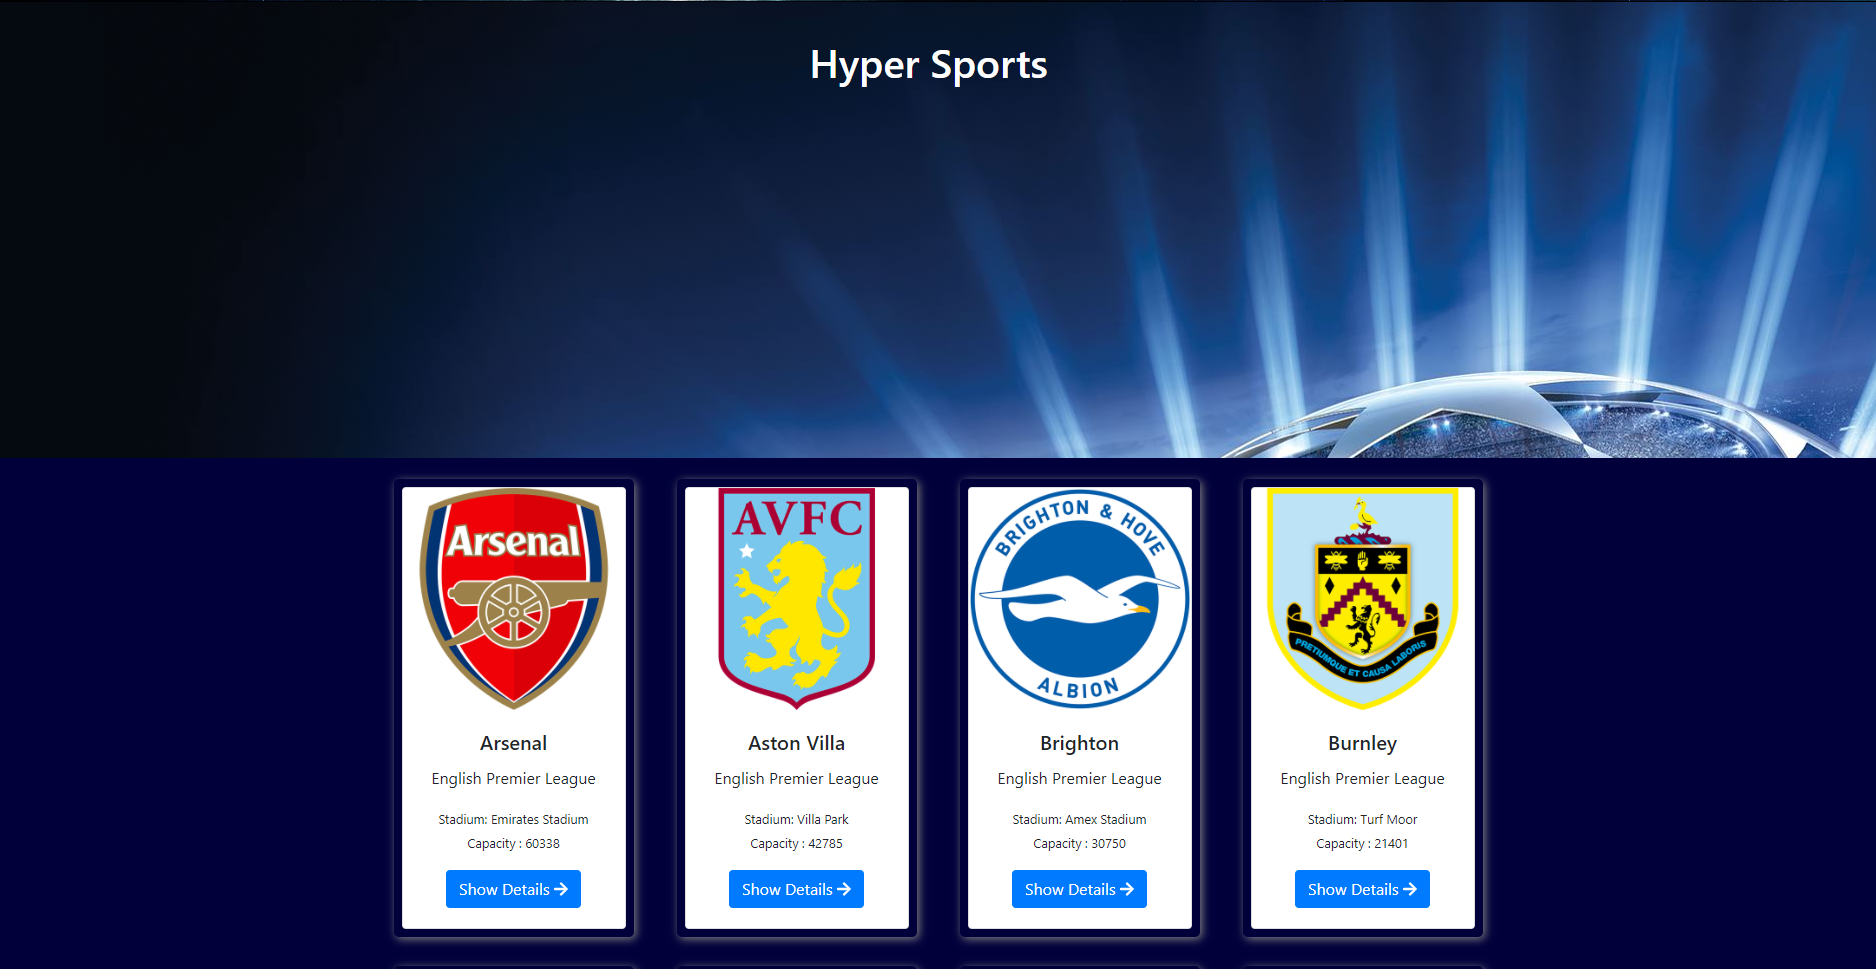 Hyper Sports
Arsenal
AVFC
BRIGHTON & HOVE
ALBION
PRETIUMQUE ET CAUSA LABORIS
Arsenal
English Premier League
Stadium: Emirates Stadium
Capacity : 60338
Show Details
Aston Villa
English Premier League
Stadium: Villa Park
Capacity : 42785
Show Details
Brighton
English Premier League
Stadium: Amex Stadium
Capacity : 30750
Show Details
Burnley
English Premier League
Stadium: Turf Moor
Capacity : 21401
Show Details